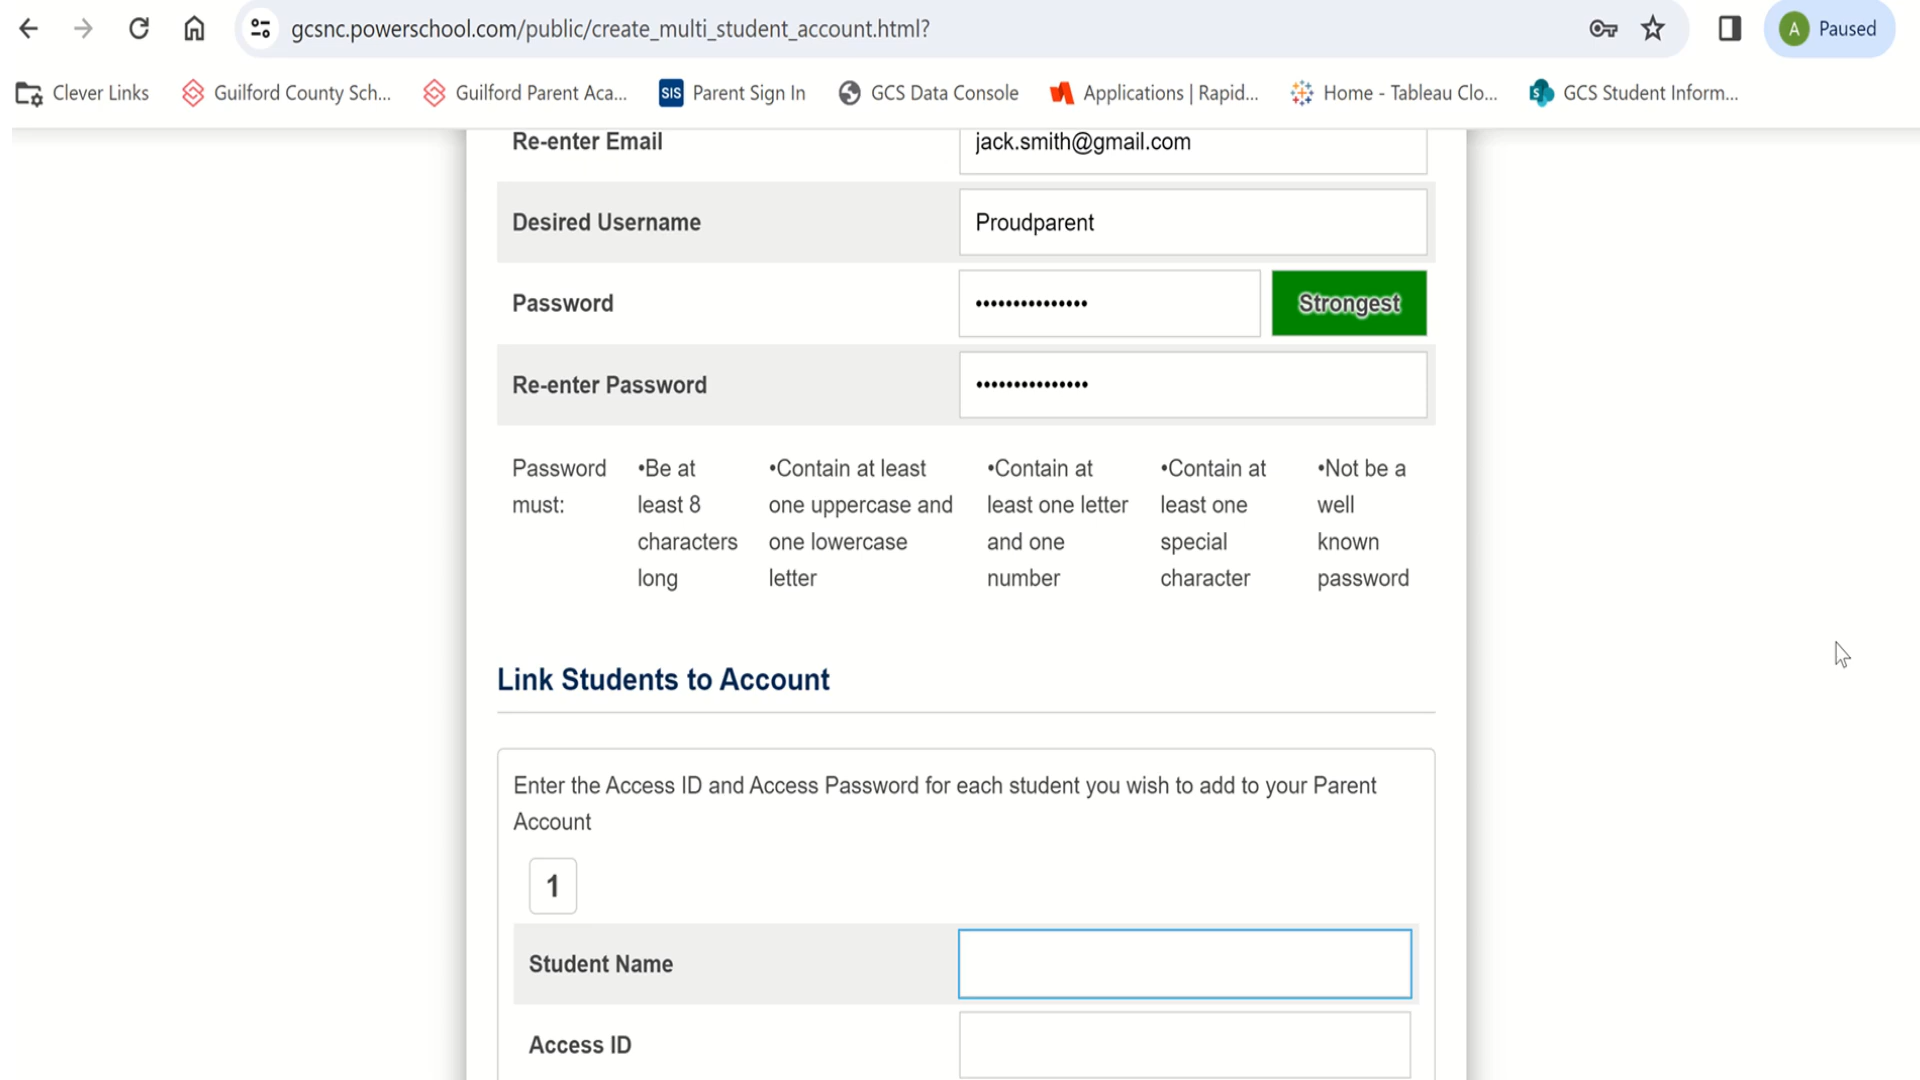 gcsnc.powerschool.com/public/create_multi_student_account.html?
A Paused
Clever Links Guilford County Sch... Guilford Parent Aca... SIS Parent Sign In GCS Data Console Applications | Rapid... Home - Tableau Clo... S GCS Student Inform...
Re-enter Email jack.smith@gmail.com
Desired Username Proudparent
Password ••••••••••••••• Strongest
Re-enter Password •••••••••••••••
Password •Be at •Contain at least •Contain at •Contain at •Not be a
must: least 8 one uppercase and least one letter least one well
characters one lowercase and one special known
long letter number character password
Link Students to Account
Enter the Access ID and Access Password for each student you wish to add to your Parent
Account
1
Student Name
Access ID